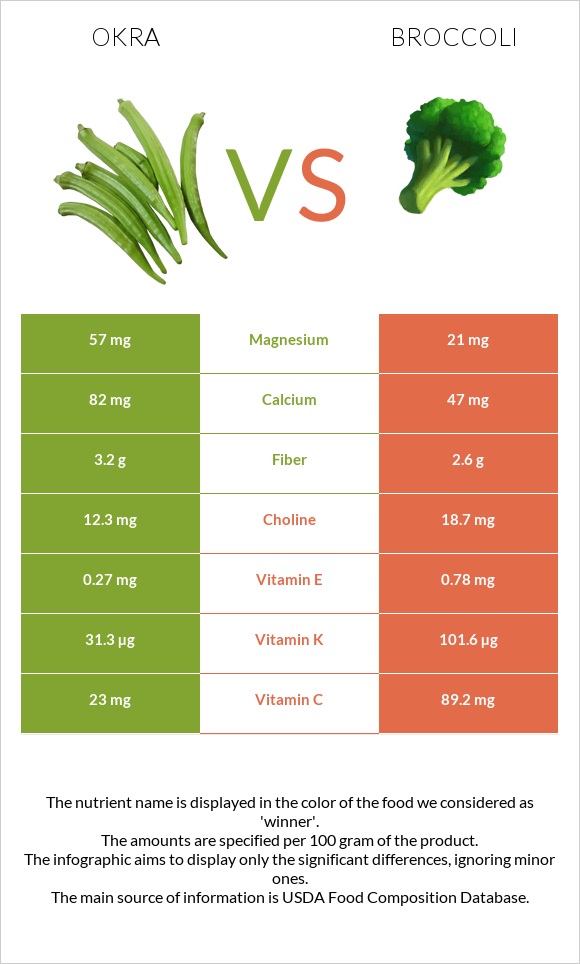 OKRA BROCCOLI
VS
57 mg Magnesium 21 mg
82 mg Calcium 47 mg
3.2 g Fiber 2.6 g
12.3 mg Choline 18.7 mg
0.27 mg Vitamin E 0.78 mg
31.3 µg Vitamin K 101.6 µg
23 mg Vitamin C 89.2 mg
The nutrient name is displayed in the color of the food we considered as
'winner'.
The amounts are specified per 100 gram of the product.
The infographic aims to display only the significant differences, ignoring minor
ones.
The main source of information is USDA Food Composition Database.